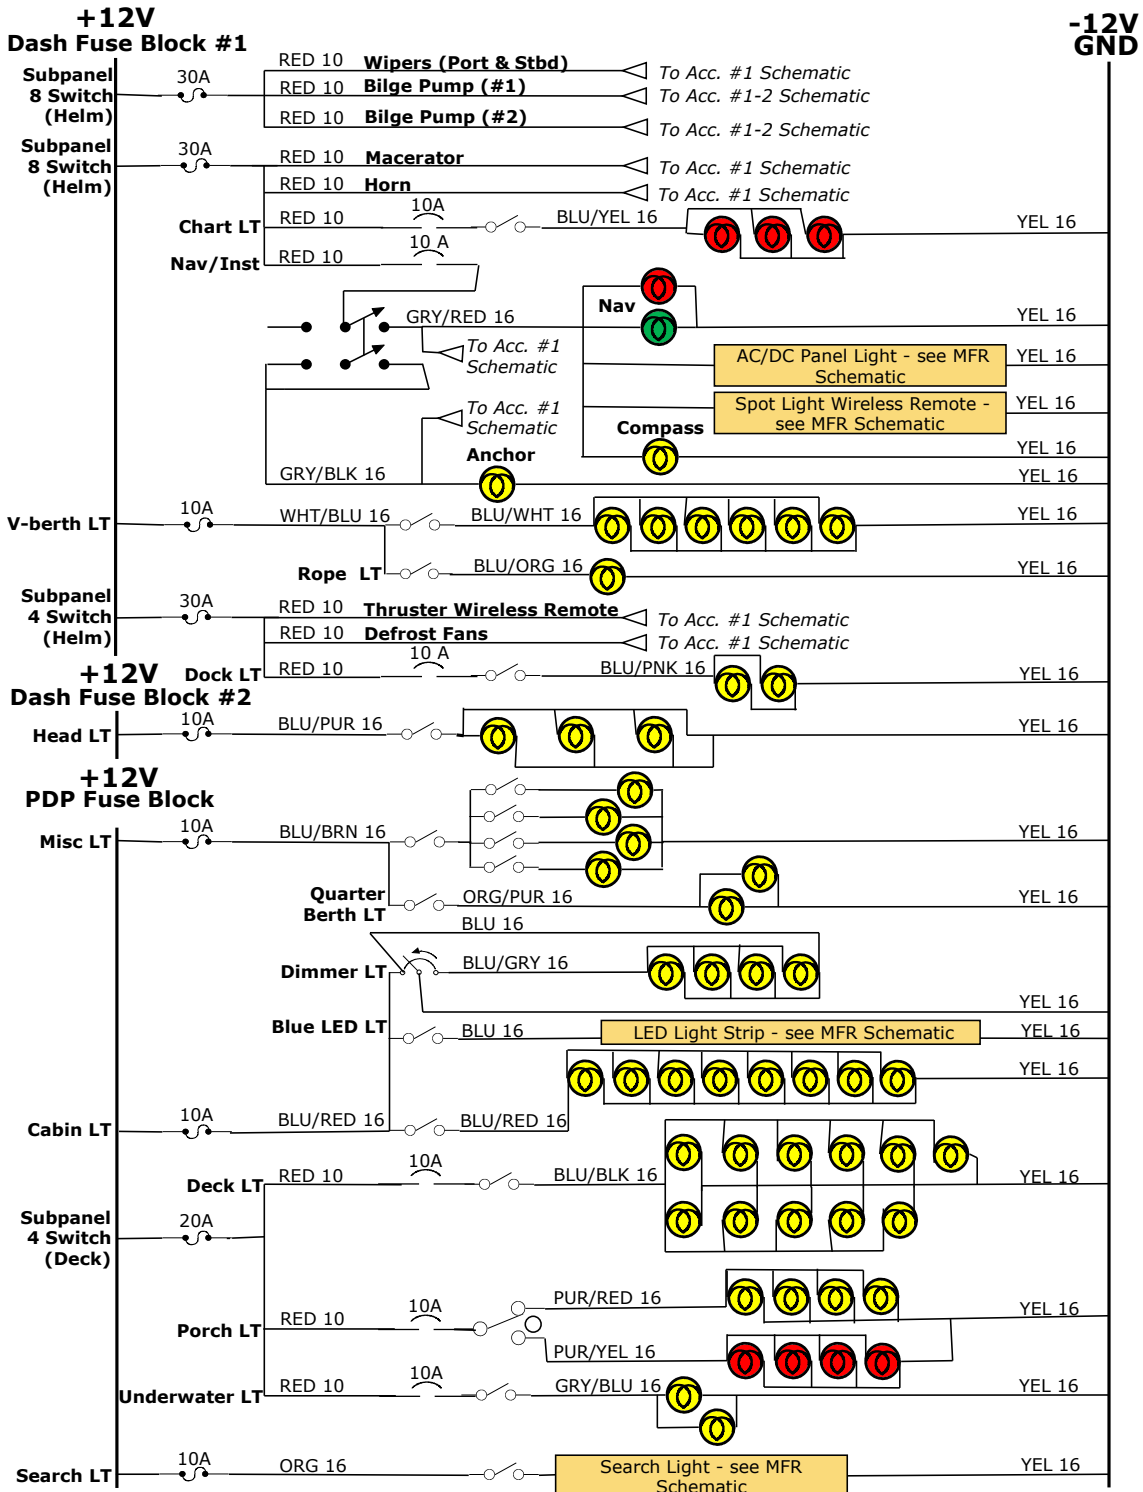 +12V
Dash Fuse Block #1
-12V
GND
Subpanel
8 Switch
(Helm)
30A
RED 10 Wipers (Port & Stbd)
To Acc. #1 Schematic
RED 10 Bilge Pump (#1)
To Acc. #1-2 Schematic
RED 10 Bilge Pump (#2)
To Acc. #1-2 Schematic
Subpanel
8 Switch
(Helm)
30A
RED 10 Macerator
To Acc. #1 Schematic
RED 10 Horn
To Acc. #1 Schematic
Chart LT RED 10 10A BLU/YEL 16 YEL 16
Nav/Inst RED 10 10 A
Nav
GRY/RED 16 YEL 16
To Acc. #1
Schematic
AC/DC Panel Light - see MFR
Schematic
YEL 16
Spot Light Wireless Remote -
see MFR Schematic
YEL 16
To Acc. #1
Schematic
Compass
YEL 16
Anchor
GRY/BLK 16 YEL 16
V-berth LT 10A WHT/BLU 16 BLU/WHT 16 YEL 16
Rope LT BLU/ORG 16 YEL 16
Subpanel
4 Switch
(Helm)
30A
RED 10 Thruster Wireless Remote
To Acc. #1 Schematic
RED 10 Defrost Fans
To Acc. #1 Schematic
Dock LT RED 10 10 A BLU/PNK 16 YEL 16
+12V
Dash Fuse Block #2
Head LT 10A BLU/PUR 16 YEL 16
+12V
PDP Fuse Block
Misc LT 10A BLU/BRN 16 YEL 16
Quarter
Berth LT
ORG/PUR 16 YEL 16
BLU 16
Dimmer LT BLU/GRY 16
YEL 16
Blue LED LT BLU 16 LED Light Strip - see MFR Schematic YEL 16
YEL 16
Cabin LT 10A BLU/RED 16 BLU/RED 16
Deck LT RED 10 10A BLU/BLK 16 YEL 16
Subpanel
4 Switch
(Deck)
20A
PUR/RED 16 YEL 16
Porch LT RED 10 10A
PUR/YEL 16
Underwater LT RED 10 10A GRY/BLU 16 YEL 16
Search LT 10A ORG 16
Search Light - see MFR
Schematic
YEL 16